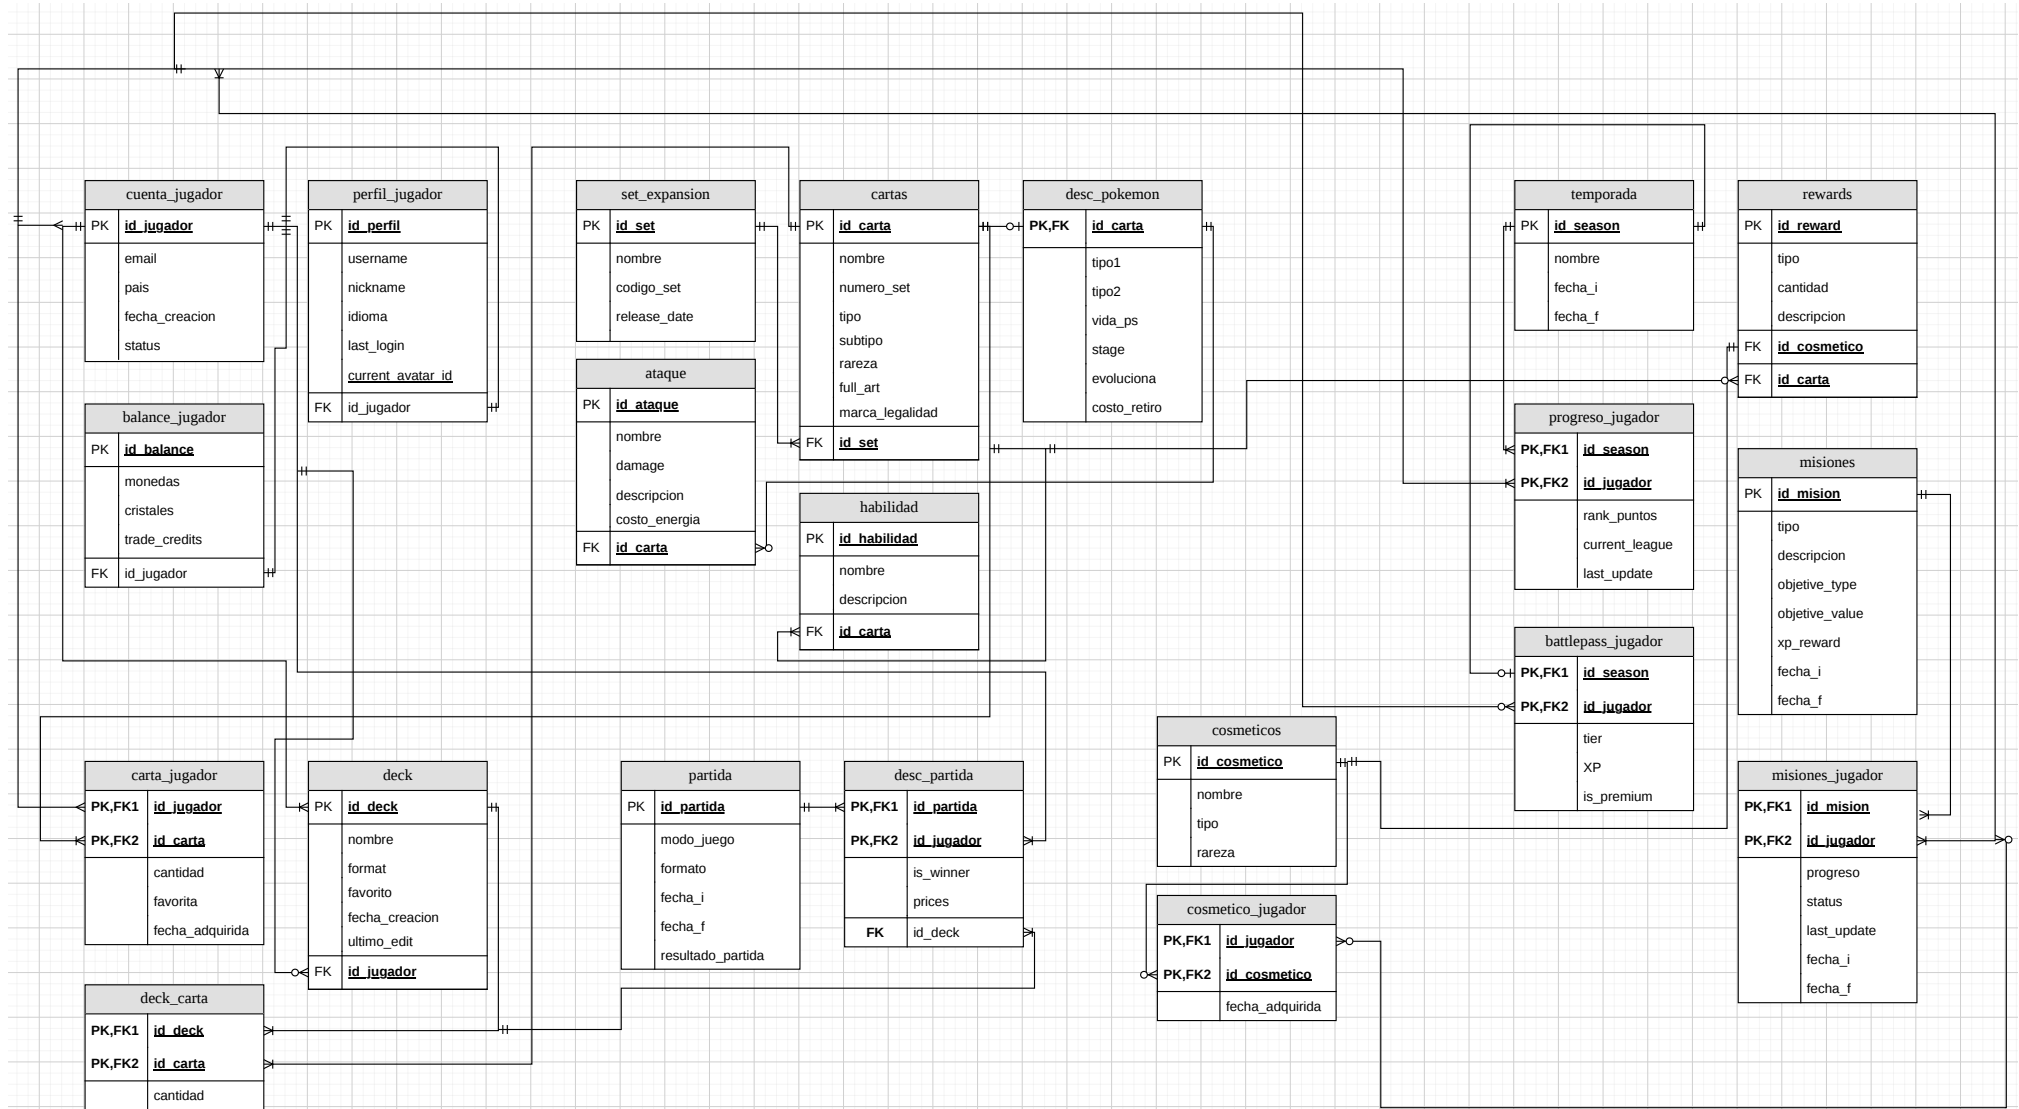 cuenta_jugador
PK id_jugador
email
pais
fecha_creacion
status
perfil_jugador
PK id_perfil
username
nickname
idioma
last_login
current_avatar_id
FK id_jugador
set_expansion
PK id_set
nombre
codigo_set
release_date
cartas
PK id_carta
nombre
numero_set
tipo
subtipo
rareza
full_art
marca_legalidad
FK id_set
desc_pokemon
PK,FK id_carta
tipo1
tipo2
vida_ps
stage
evoluciona
costo_retiro
temporada
PK id_season
nombre
fecha_i
fecha_f
rewards
PK id_reward
tipo
cantidad
descripcion
FK id_cosmetico
FK id_carta
balance_jugador
PK id_balance
monedas
cristales
trade_credits
FK id_jugador
ataque
PK id_ataque
nombre
damage
descripcion
costo_energia
FK id_carta
habilidad
PK id_habilidad
nombre
descripcion
FK id_carta
progreso_jugador
PK,FK1 id_season
PK,FK2 id_jugador
rank_puntos
current_league
last_update
misiones
PK id_mision
tipo
descripcion
objetive_type
objetive_value
xp_reward
fecha_i
fecha_f
battlepass_jugador
PK,FK1 id_season
PK,FK2 id_jugador
tier
XP
is_premium
carta_jugador
PK,FK1 id_jugador
PK,FK2 id_carta
cantidad
favorita
fecha_adquirida
deck
PK id_deck
nombre
format
favorito
fecha_creacion
ultimo_edit
FK id_jugador
partida
PK id_partida
modo_juego
formato
fecha_i
fecha_f
resultado_partida
desc_partida
PK,FK1 id_partida
PK,FK2 id_jugador
is_winner
prices
FK id_deck
cosmeticos
PK id_cosmetico
nombre
tipo
rareza
misiones_jugador
PK,FK1 id_mision
PK,FK2 id_jugador
progreso
status
last_update
fecha_i
fecha_f
cosmetico_jugador
PK,FK1 id_jugador
PK,FK2 id_cosmetico
fecha_adquirida
deck_carta
PK,FK1 id_deck
PK,FK2 id_carta
cantidad